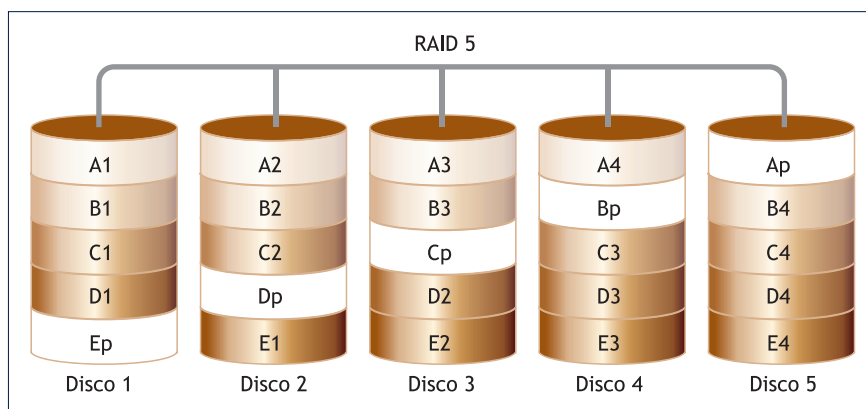 RAID 5
A1 A2 A3 A4 Ap
B1 B2 B3 Bp B4
C1 C2 Cp C3 C4
D1 Dp D2 D3 D4
Ep E1 E2 E3 E4
Disco 1 Disco 2 Disco 3 Disco 4 Disco 5